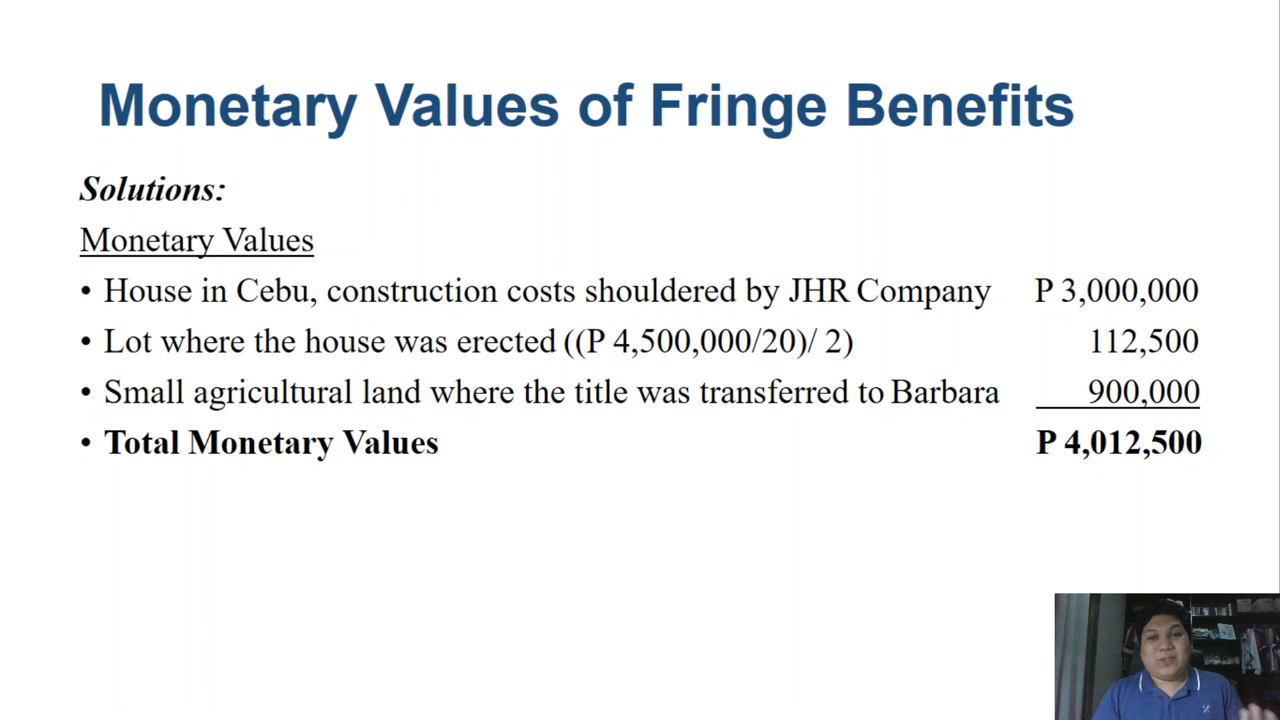 Monetary Values of Fringe Benefits
Solutions:
Monetary Values
• House in Cebu, construction costs shouldered by JHR Company P 3,000,000
• Lot where the house was erected ((P 4,500,000/20)/ 2) 112,500
• Small agricultural land where the title was transferred to Barbara 900,000
• Total Monetary Values P 4,012,500